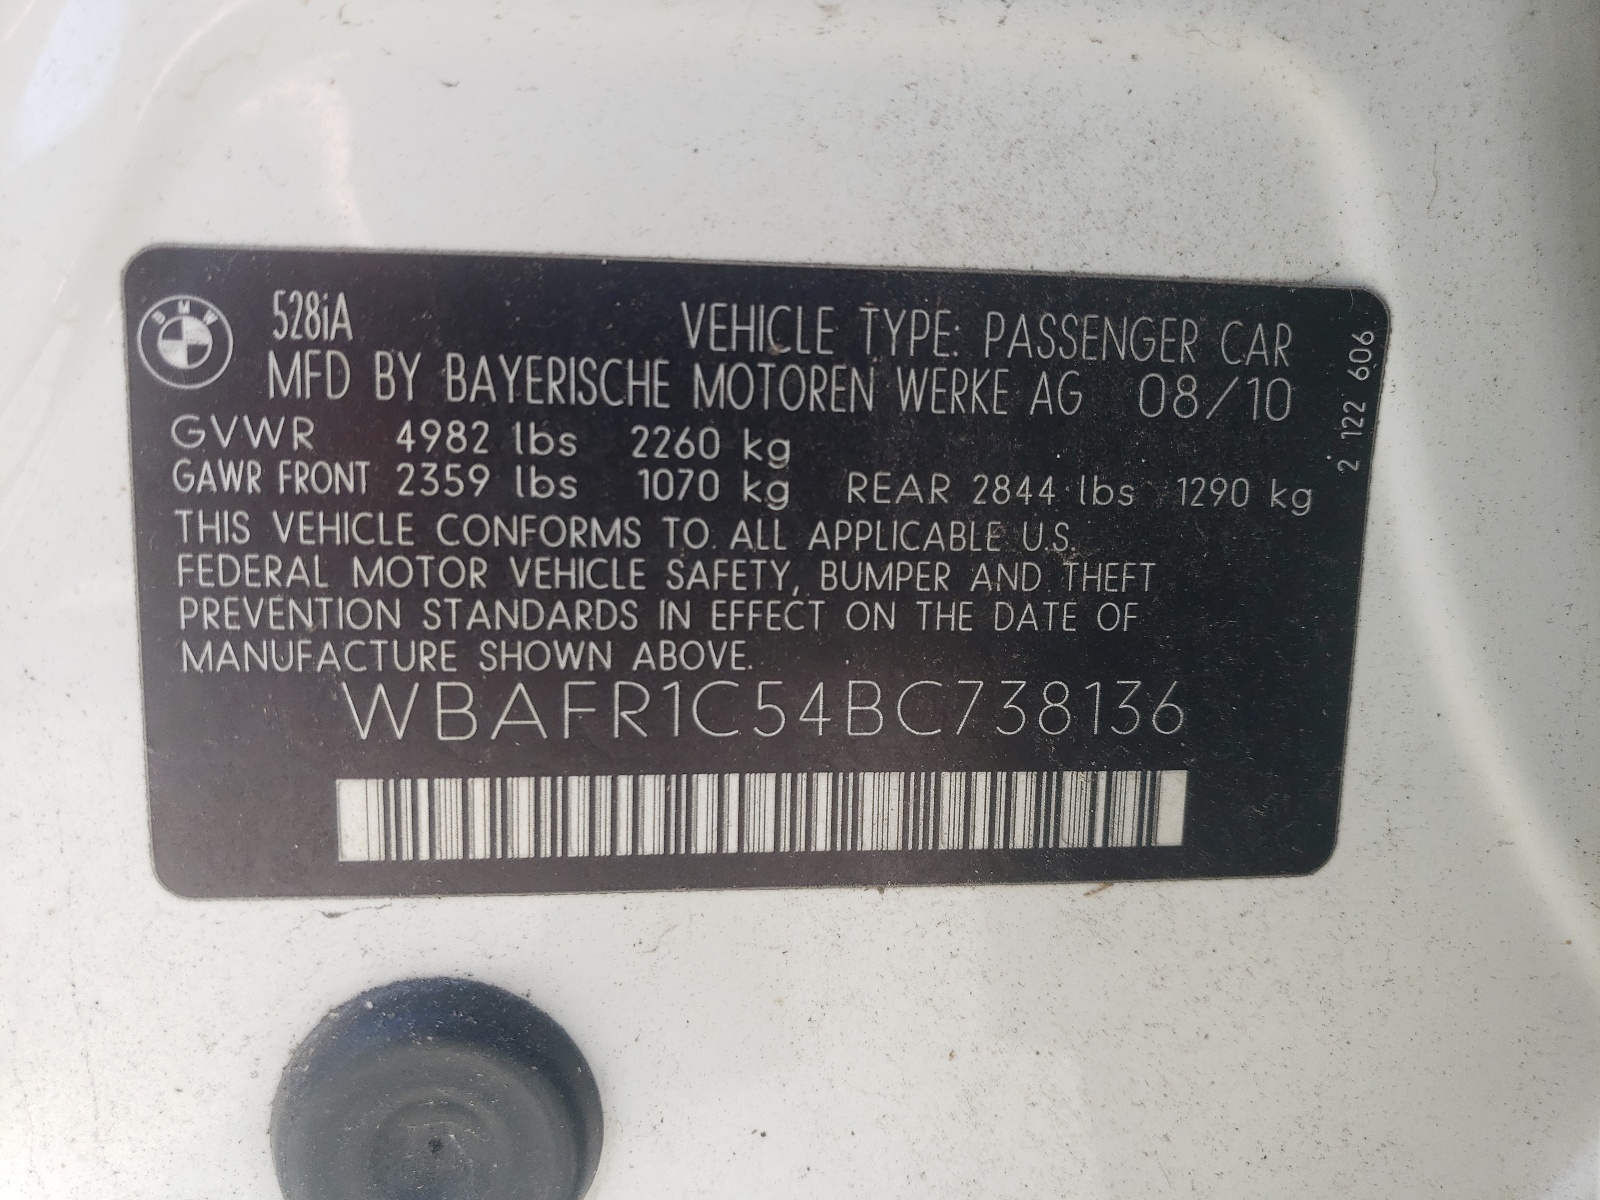 BMW
528iA
VEHICLE TYPE: PASSENGER CAR
MFD BY BAYERISCHE MOTOREN WERKE AG 08/10
GVWR 4982 lbs 2260 kg
GAWR FRONT 2359 lbs 1070 kg REAR 2844 lbs 1290 kg
THIS VEHICLE CONFORMS TO ALL APPLICABLE U.S.
FEDERAL MOTOR VEHICLE SAFETY, BUMPER AND THEFT
PREVENTION STANDARDS IN EFFECT ON THE DATE OF
MANUFACTURE SHOWN ABOVE.
WBAFR1C54BC738136
2 122 606